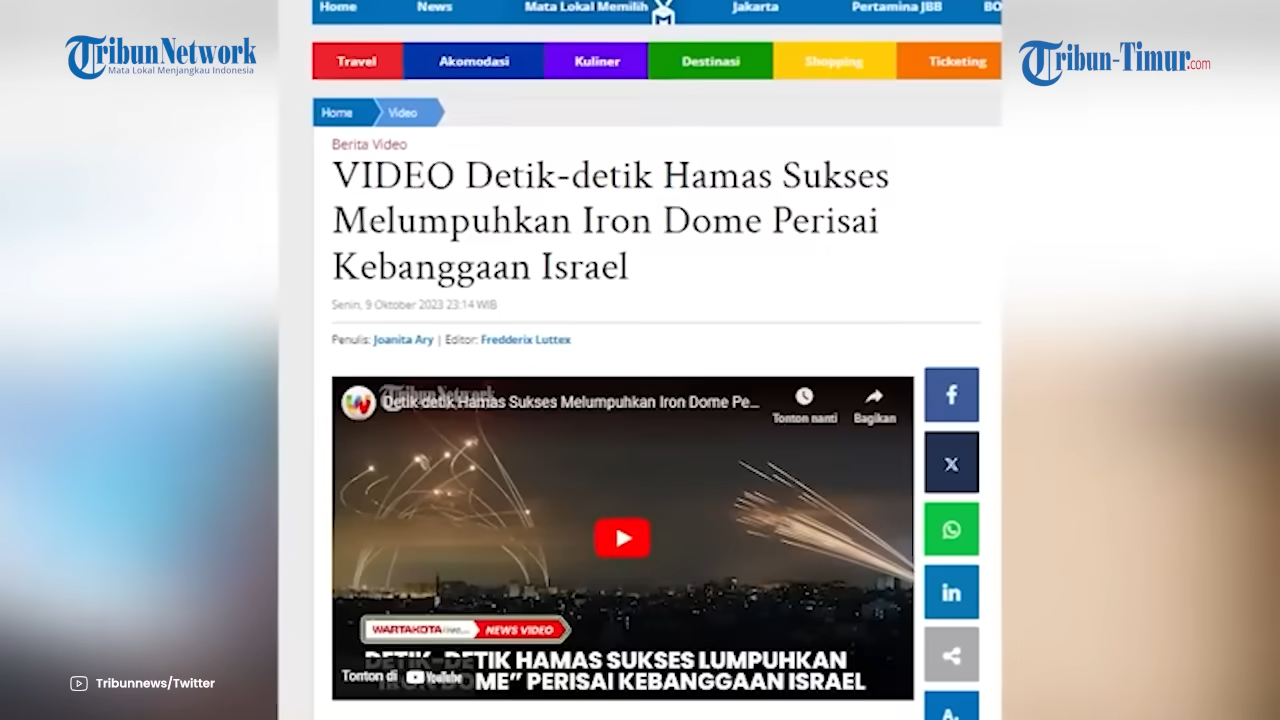 Home News Mata Lokal Memilih Jakarta Pertamina JBB BO
TribunNetwork
Mata Lokal Menjangkau Indonesia
Tribun-Timur.com
Travel Akomodasi Kuliner Destinasi Shopping Ticketing
Home Video
Berita Video
VIDEO Detik-detik Hamas Sukses
Melumpuhkan Iron Dome Perisai
Kebanggaan Israel
Senin, 9 Oktober 2023 23:14 WIB
Penulis: Joanita Ary | Editor: Fredderix Luttex
TribunNetwork
Detik-detik Hamas Sukses Melumpuhkan Iron Dome Pe...
Tonton nanti Bagikan
WARTAKOTA NEWS VIDEO
DETIK-DETIK HAMAS SUKSES LUMPUHKAN
IRON DOME” PERISAI KEBANGGAAN ISRAEL
Tonton di YouTube
Tribunnews/Twitter